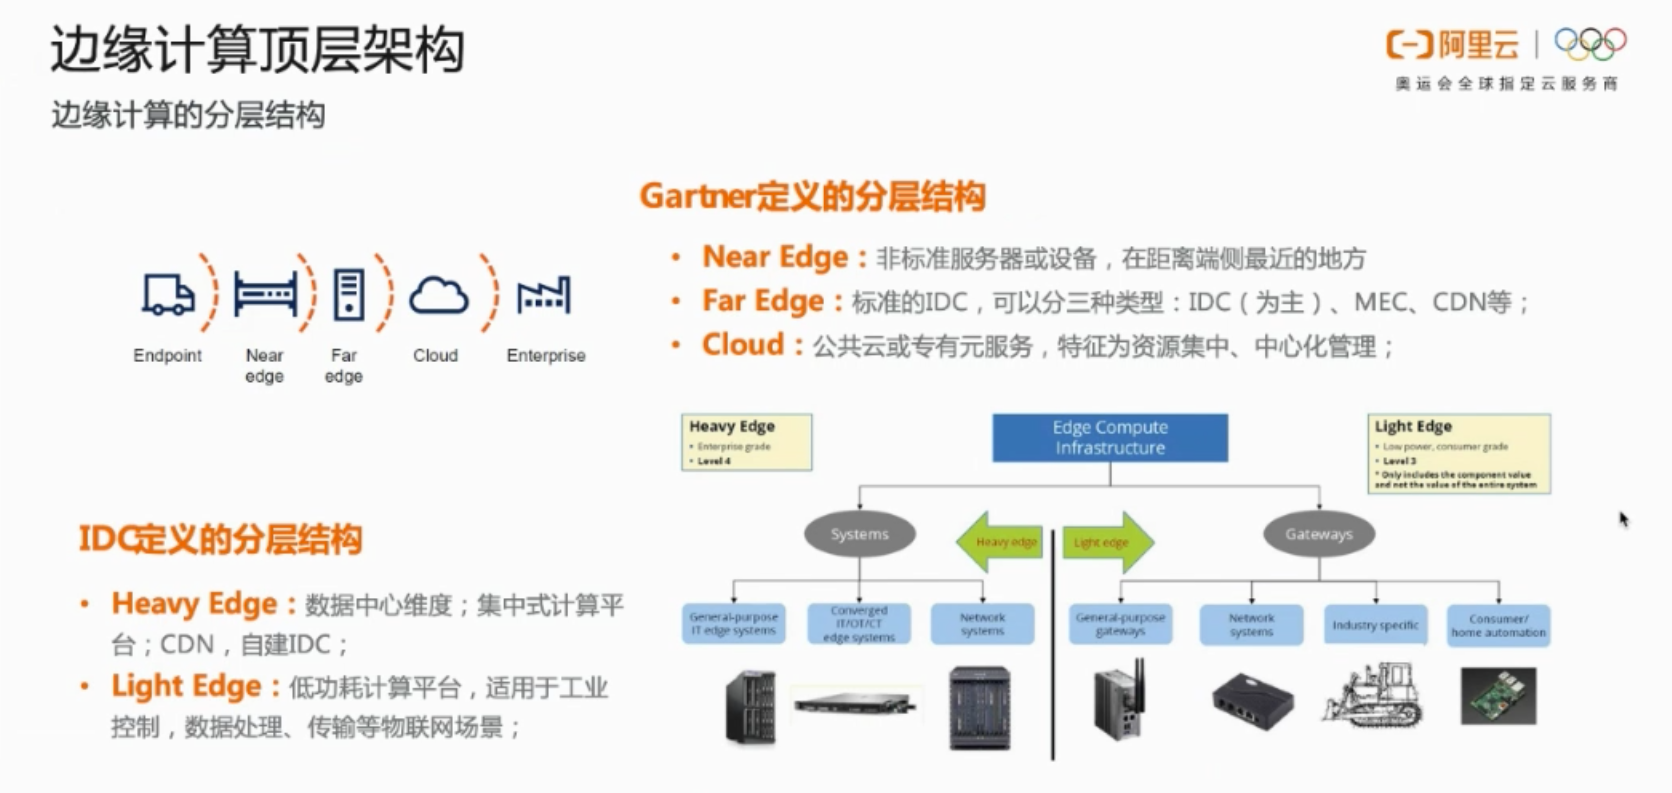 边缘计算顶层架构
边缘计算的分层结构
阿里云
奥运会全球指定云服务商
Gartner定义的分层结构
• Near Edge：非标准服务器或设备，在距离端侧最近的地方
• Far Edge：标准的IDC，可以分三种类型：IDC（为主）、MEC、CDN等；
• Cloud：公共云或专有元服务，特征为资源集中、中心化管理；
Endpoint
Near
edge
Far
edge
Cloud
Enterprise
IDC定义的分层结构
• Heavy Edge：数据中心维度；集中式计算平
台；CDN，自建IDC；
• Light Edge：低功耗计算平台，适用于工业
控制，数据处理、传输等物联网场景；
Heavy Edge
• Enterprise grade
• Level 4
Edge Compute
Infrastructure
Light Edge
• Low power, consumer grade
• Level 3
* Only includes the component value
and not the value of the entire system
Systems
Heavy edge
Light edge
Gateways
General-purpose
IT edge systems
Converged
IT/OT/CT
edge systems
Network
systems
General-purpose
gateways
Network
systems
Industry specific
Consumer/
home automation